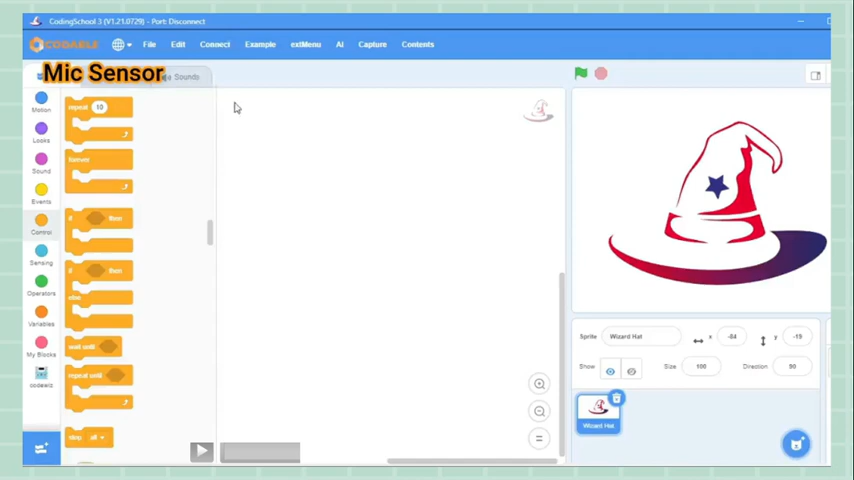 CodingSchool 3 (V1.21.0729) - Port: Disconnect
CODABLE
File Edit Connect Example extMenu AI Capture Contents
Mic Sensor
Sounds
Motion
Looks
Sound
Events
Control
Sensing
Operators
Variables
My Blocks
codewiz
repeat 10
forever
if then
if then
else
wait until
repeat until
stop all
Sprite Wizard Hat x -84 y -19
Show Size 100 Direction 90
Wizard Hat